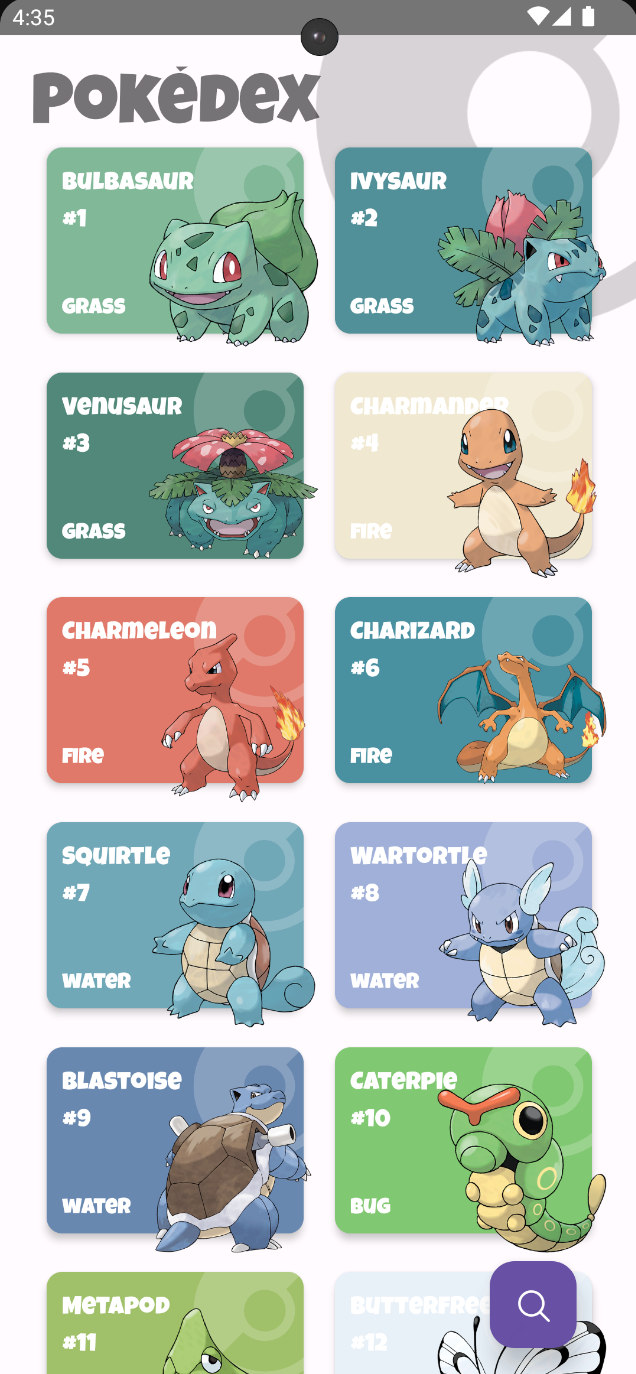 4:35
Pokédex
Bulbasaur
#1
Grass
Ivysaur
#2
Grass
Venusaur
#3
Grass
Charmander
#4
Fire
Charmeleon
#5
Fire
Charizard
#6
Fire
Squirtle
#7
Water
Wartortle
#8
Water
Blastoise
#9
Water
Caterpie
#10
Bug
Metapod
#11
Butterfree
#12